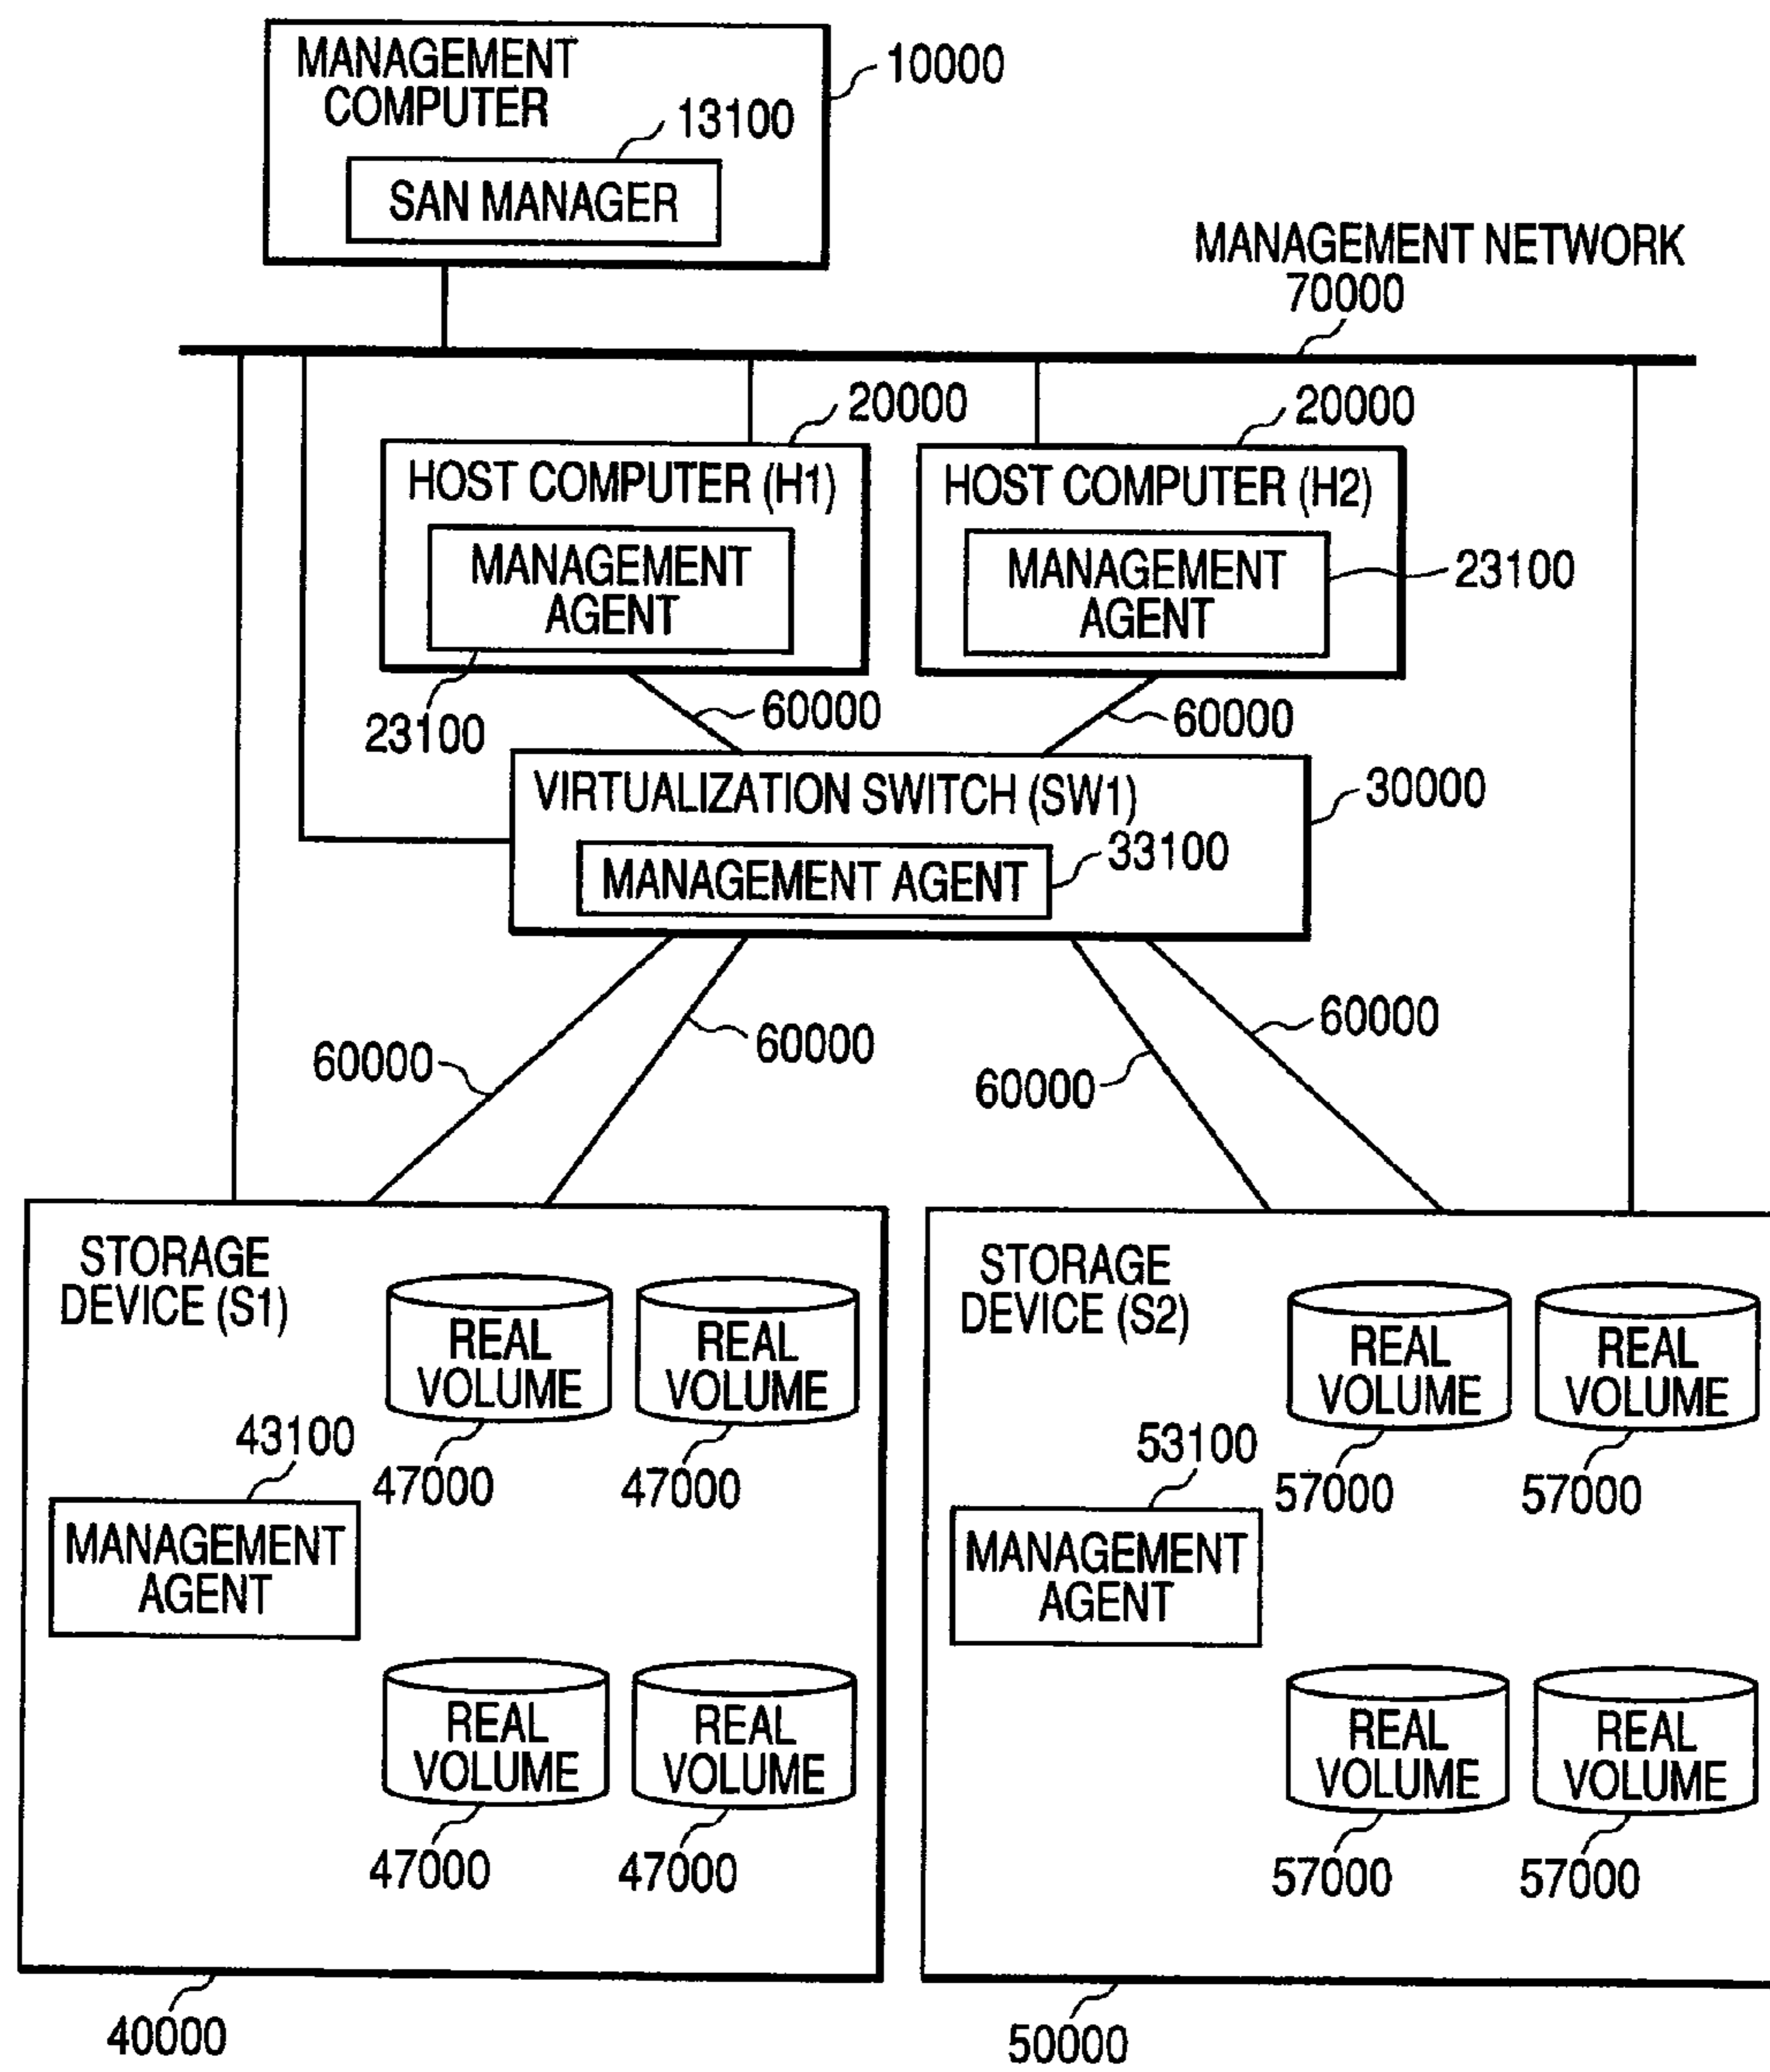 MANAGEMENT
COMPUTER
10000
13100
SAN MANAGER
MANAGEMENT NETWORK
70000
20000
20000
HOST COMPUTER (H1)
HOST COMPUTER (H2)
MANAGEMENT
AGENT
MANAGEMENT
AGENT
23100
23100
60000
60000
VIRTUALIZATION SWITCH (SW1)
30000
33100
MANAGEMENT AGENT
60000
60000
60000
60000
STORAGE
DEVICE (S1)
REAL
VOLUME
REAL
VOLUME
43100
47000
47000
MANAGEMENT
AGENT
REAL
VOLUME
REAL
VOLUME
47000
47000
40000
STORAGE
DEVICE (S2)
REAL
VOLUME
REAL
VOLUME
53100
57000
57000
MANAGEMENT
AGENT
REAL
VOLUME
REAL
VOLUME
57000
57000
50000